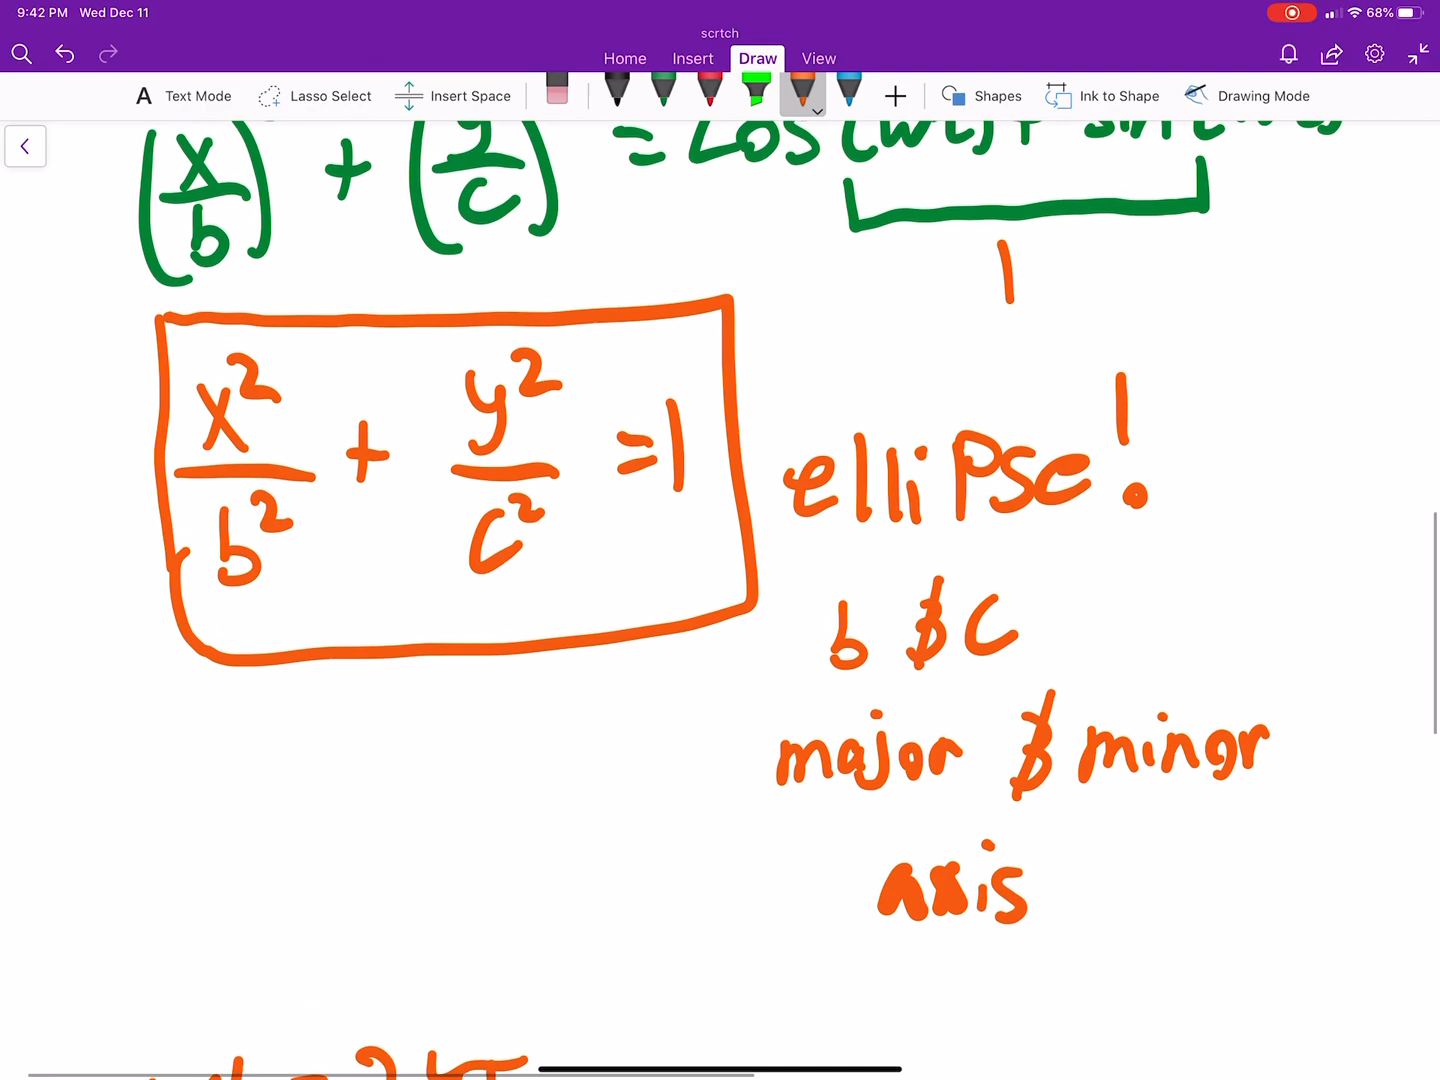 9:42 PM Wed Dec 11 68%
scrtch
Home Insert Draw View
A Text Mode Lasso Select Insert Space Shapes Ink to Shape Drawing Mode
(x/b) + (y/c) = cos (wt) + sin
1
x²/b² + y²/c² = 1
ellipse!
b & c
major & minor
axis